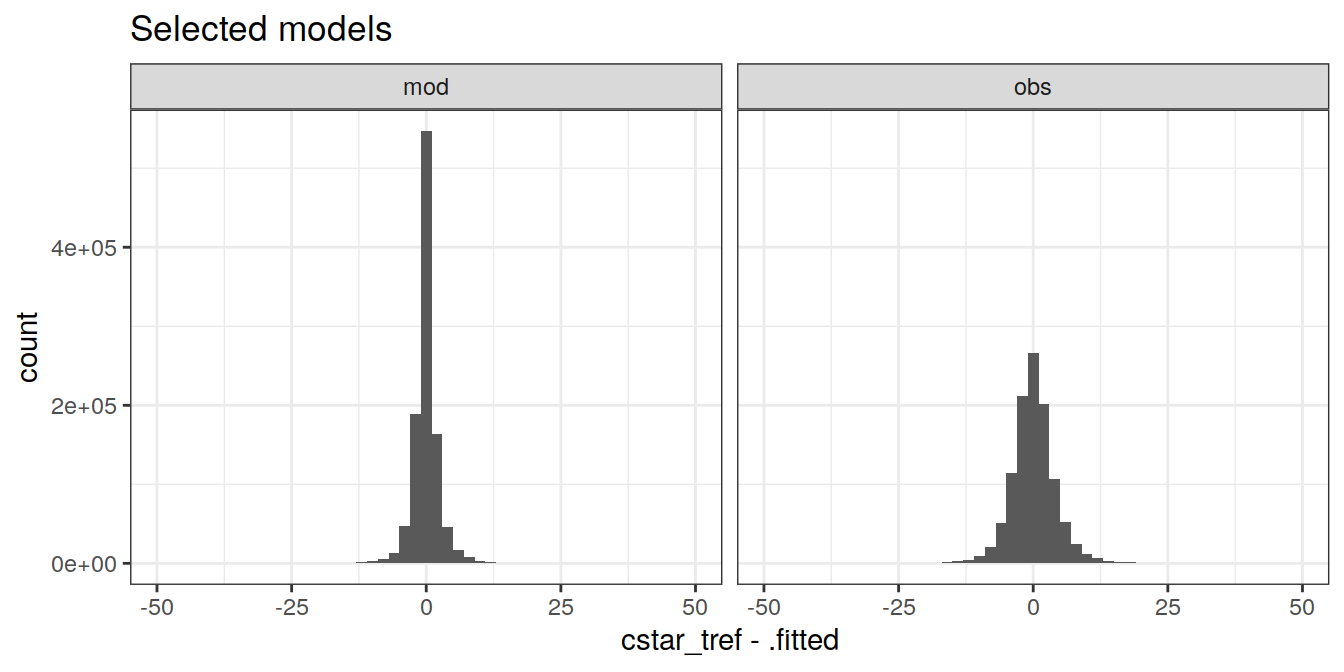 Selected models
mod
obs
count
4e+05
2e+05
0e+00
-50
-25
0
25
50
-50
-25
0
25
50
cstar_tref - .fitted